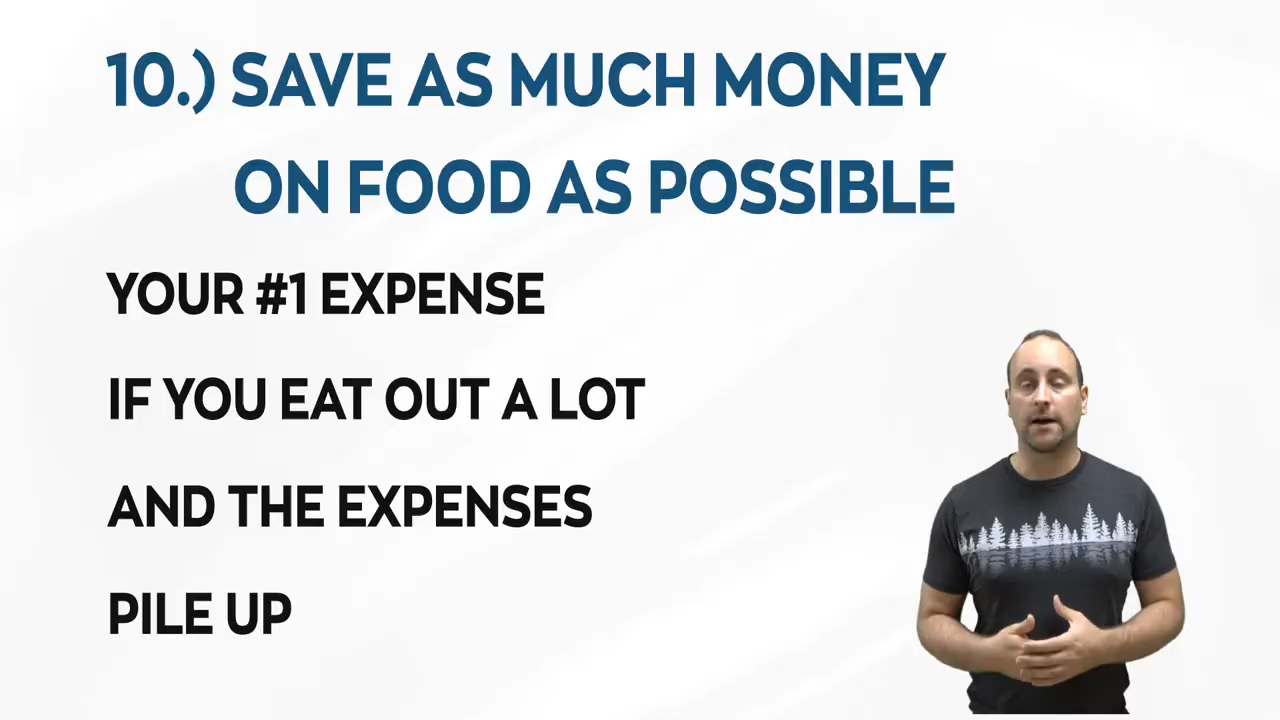 10.) SAVE AS MUCH MONEY
ON FOOD AS POSSIBLE
YOUR #1 EXPENSE
IF YOU EAT OUT A LOT
AND THE EXPENSES
PILE UP